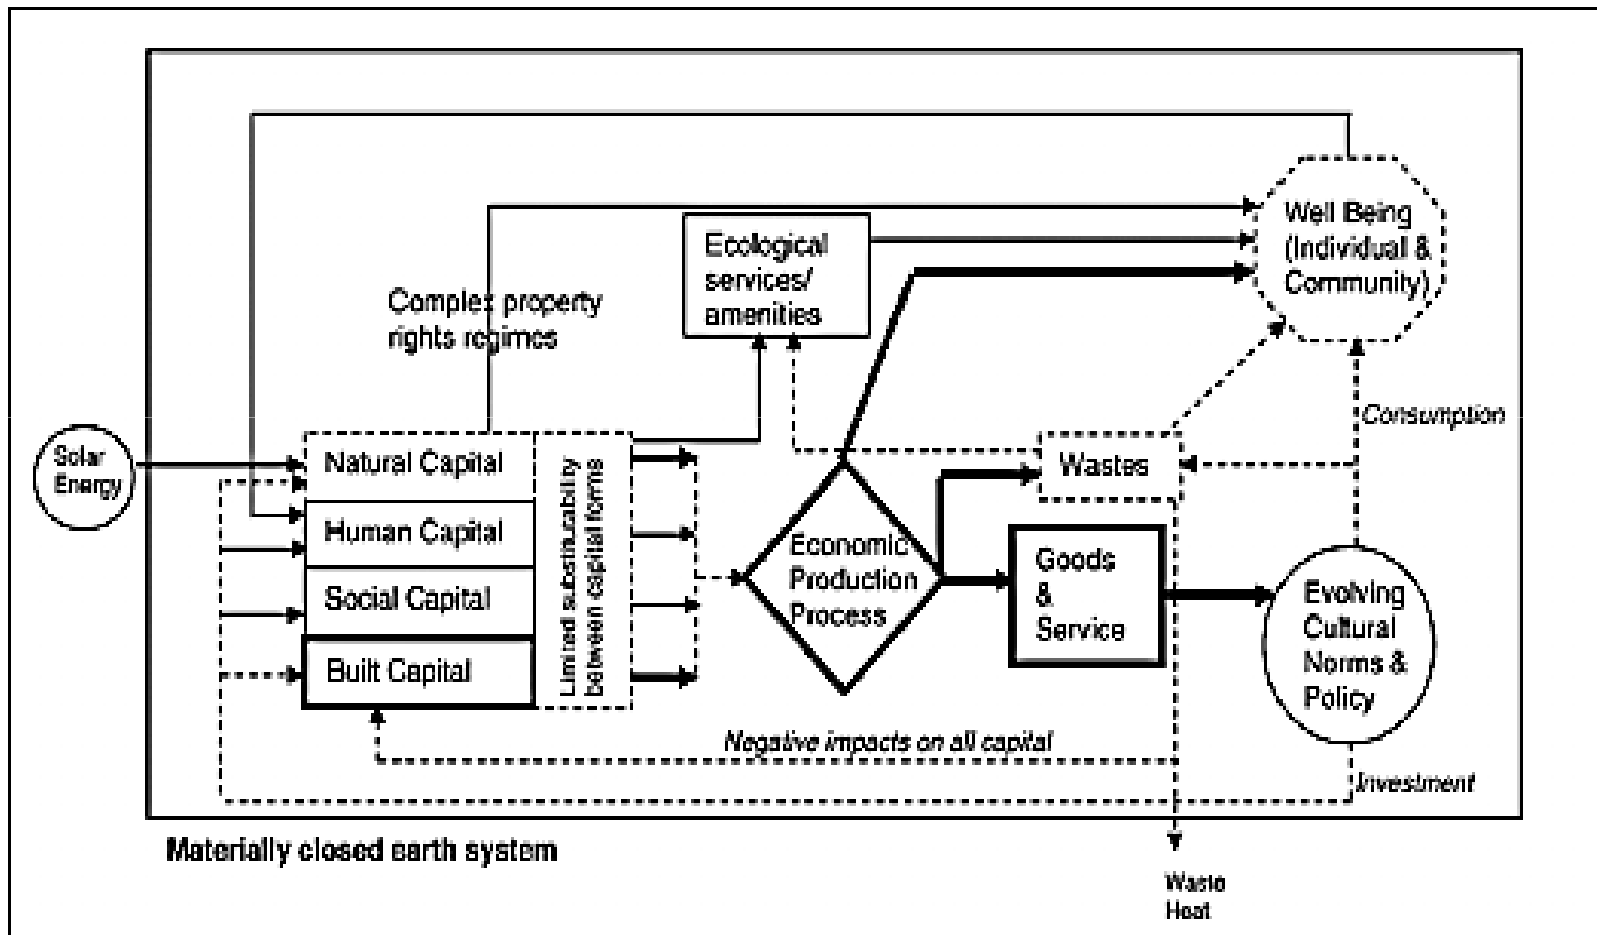 Well Being
(Individual &
Community)
Ecological
services/
amenities
Complex property
rights regimes
Consumption
Solar
Energy
Natural Capital
Human Capital
Social Capital
Built Capital
Limited substitutability
between capital forms
Wastes
Economic
Production
Process
Goods
&
Service
Evolving
Cultural
Norms &
Policy
Negative impacts on all capital
Investment
Materially closed earth system
Waste
Heat